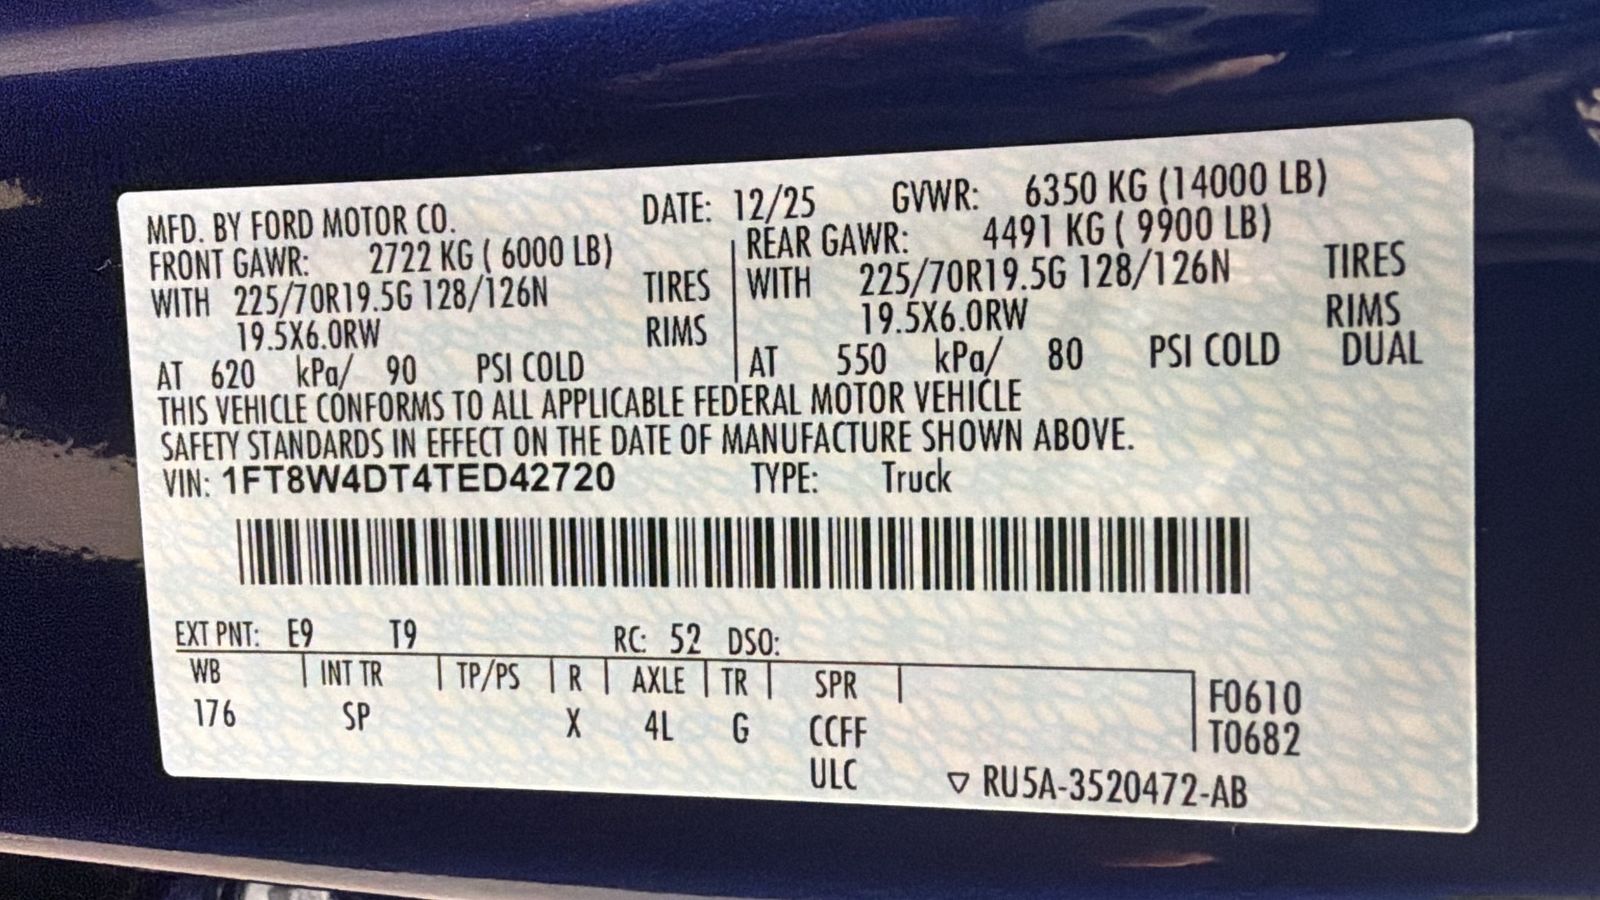 MFD. BY FORD MOTOR CO. DATE: 12/25 GVWR: 6350 KG (14000 LB)
FRONT GAWR: 2722 KG ( 6000 LB) REAR GAWR: 4491 KG ( 9900 LB)
WITH 225/70R19.5G 128/126N TIRES WITH 225/70R19.5G 128/126N TIRES
19.5X6.0RW RIMS 19.5X6.0RW RIMS
AT 620 kPa/ 90 PSI COLD AT 550 kPa/ 80 PSI COLD DUAL
THIS VEHICLE CONFORMS TO ALL APPLICABLE FEDERAL MOTOR VEHICLE
SAFETY STANDARDS IN EFFECT ON THE DATE OF MANUFACTURE SHOWN ABOVE.
VIN: 1FT8W4DT4TED42720 TYPE: Truck
EXT PNT: E9 T9 RC: 52 DSO:
WB INT TR TP/PS R AXLE TR SPR
176 SP X 4L G CCFF F0610
T0682
ULC ▽ RU5A-3520472-AB